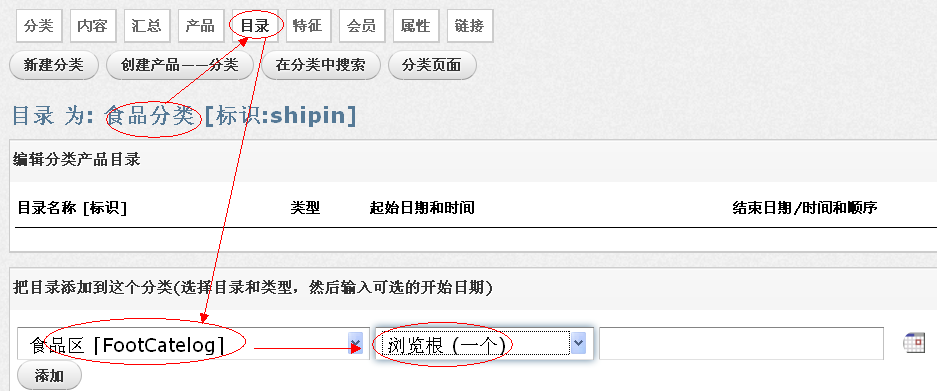 分类 内容 汇总 产品 目录 特征 会员 属性 链接
新建分类 创建产品——分类 在分类中搜索 分类页面
目录 为: 食品分类 [标识:shipin]
编辑分类产品目录
目录名称 [标识] 类型 起始日期和时间 结束日期/时间和顺序
把目录添加到这个分类(选择目录和类型，然后输入可选的开始日期)
食品区 [FootCatelog] 浏览根 (一个)
添加